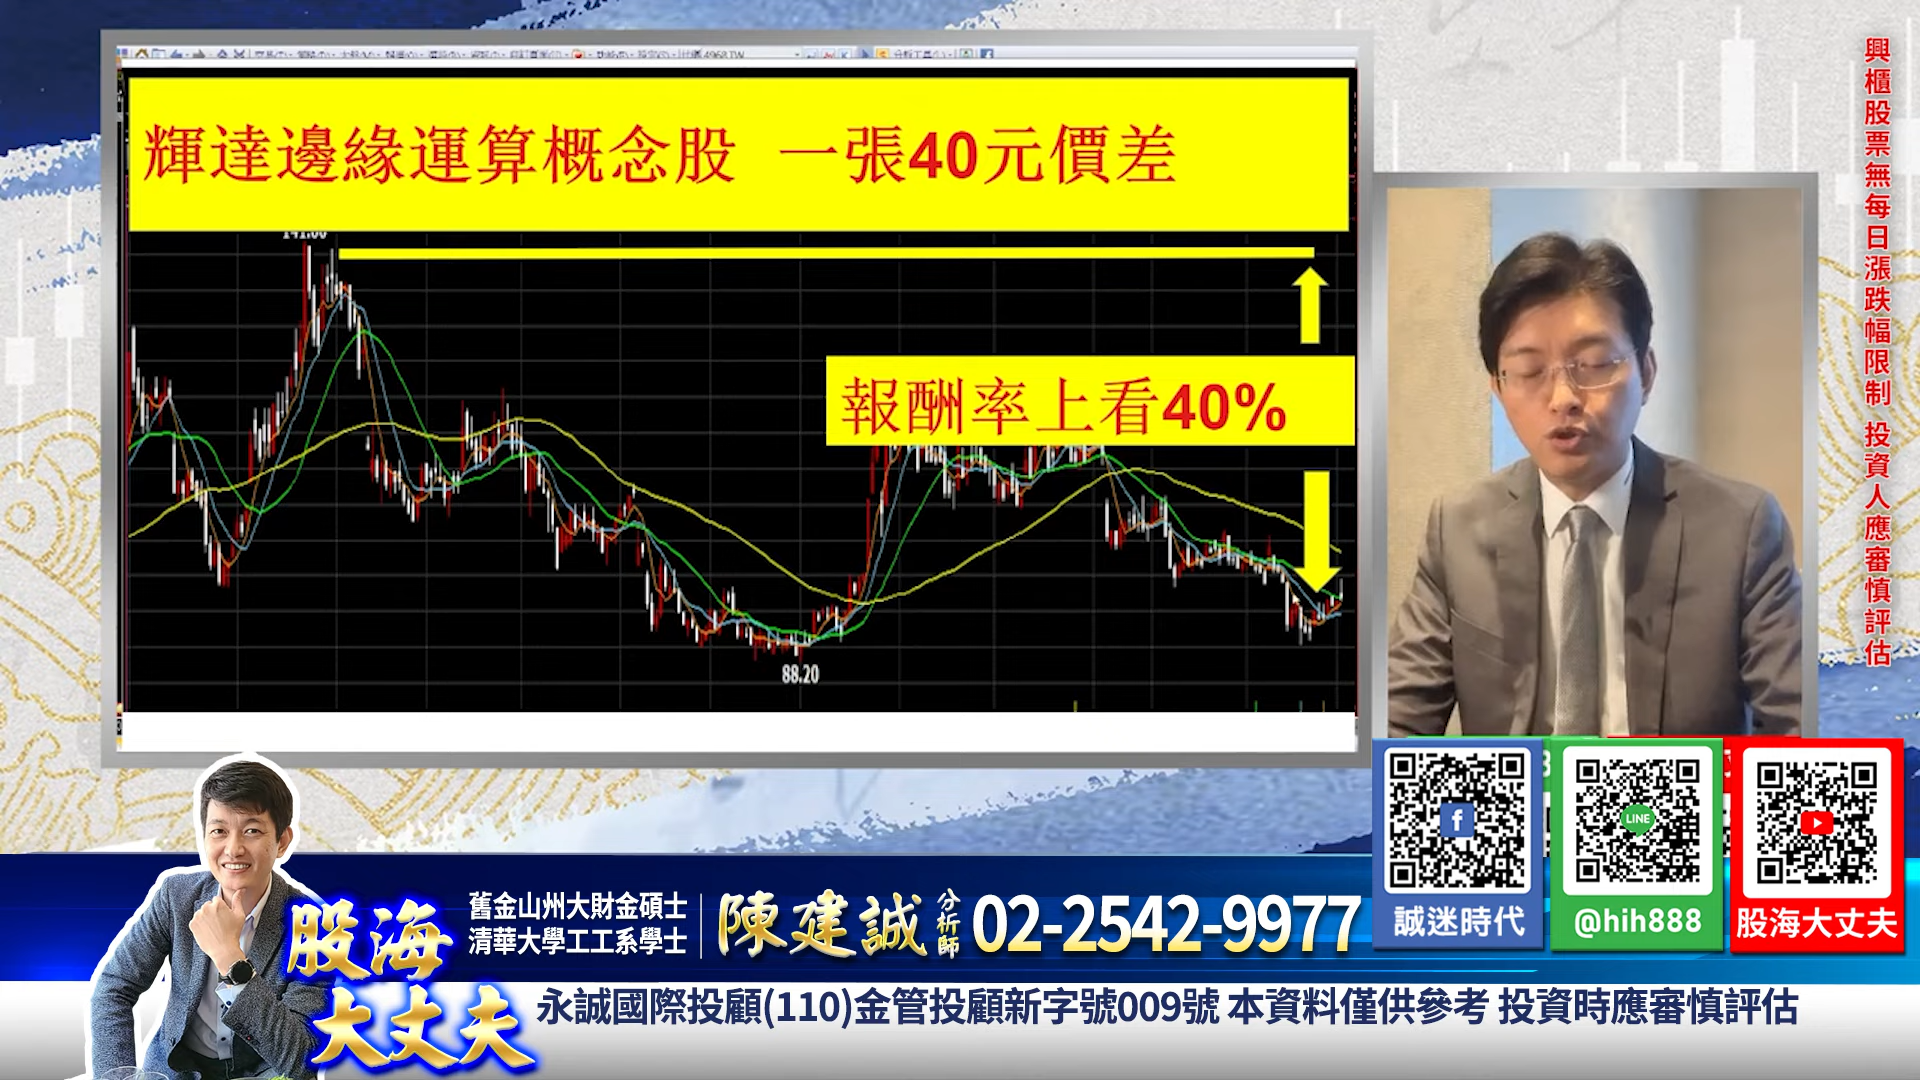 輝達邊緣運算概念股 一張40元價差
141.00
報酬率上看40%
88.20
興櫃股票無每日漲跌幅限制 投資人應審慎評估
誠迷時代
LINE
@hih888
股海大丈夫
股海
大丈夫
舊金山州大財金碩士
清華大學工工系學士
陳建誠
分析師
02-2542-9977
永誠國際投顧(110)金管投顧新字號009號 本資料僅供參考 投資時應審慎評估